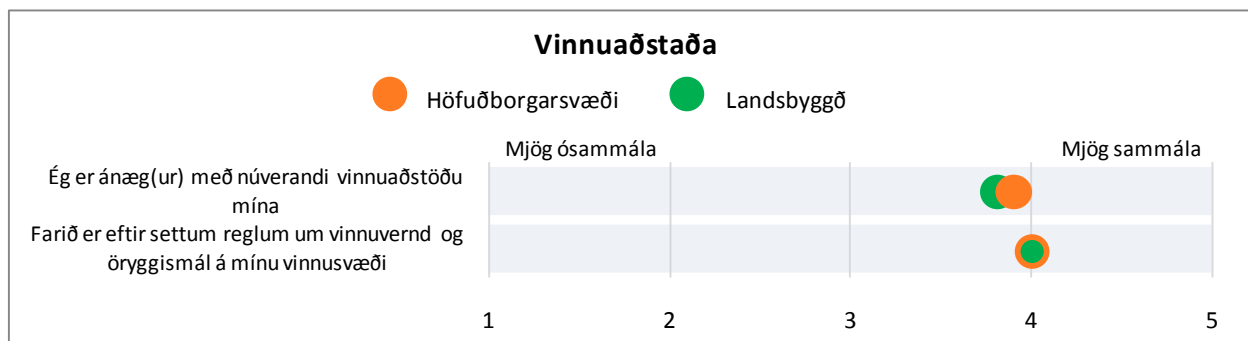 Vinnuaðstaða
Höfuðborgarsvæði Landsbyggð
Mjög ósammála Mjög sammála
Ég er ánæg(ur) með núverandi vinnuaðstöðu
mína
Farið er eftir settum reglum um vinnuvernd og
öryggismál á mínu vinnusvæði
1 2 3 4 5